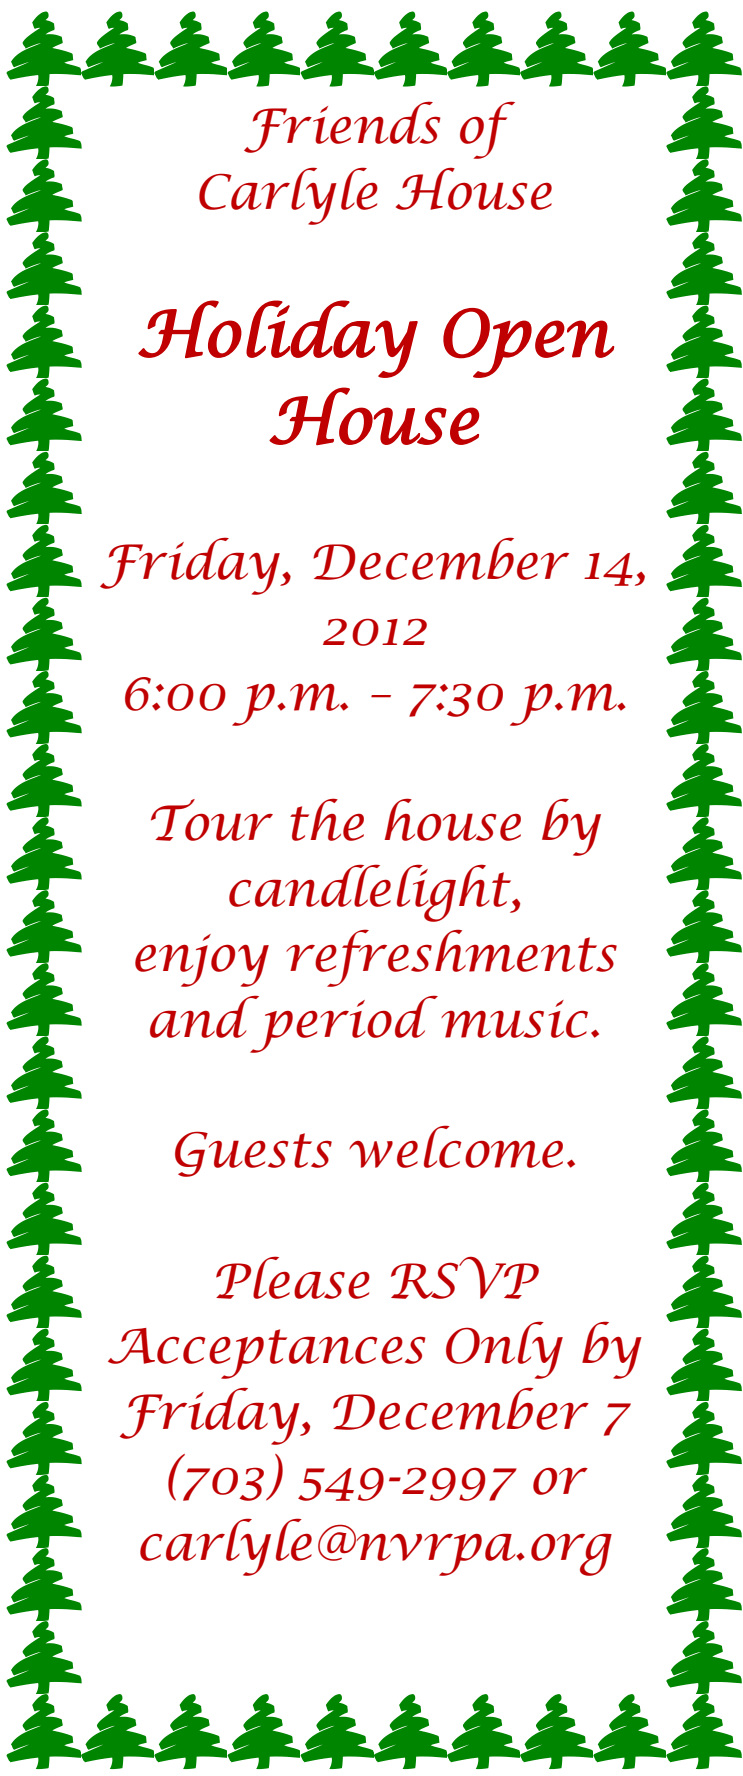 Friends of
Carlyle House
Holiday Open
House
Friday, December 14,
2012
6:00 p.m. – 7:30 p.m.
Tour the house by
candlelight,
enjoy refreshments
and period music.
Guests welcome.
Please RSVP
Acceptances Only by
Friday, December 7
(703) 549-2997 or
carlyle@nvrpa.org